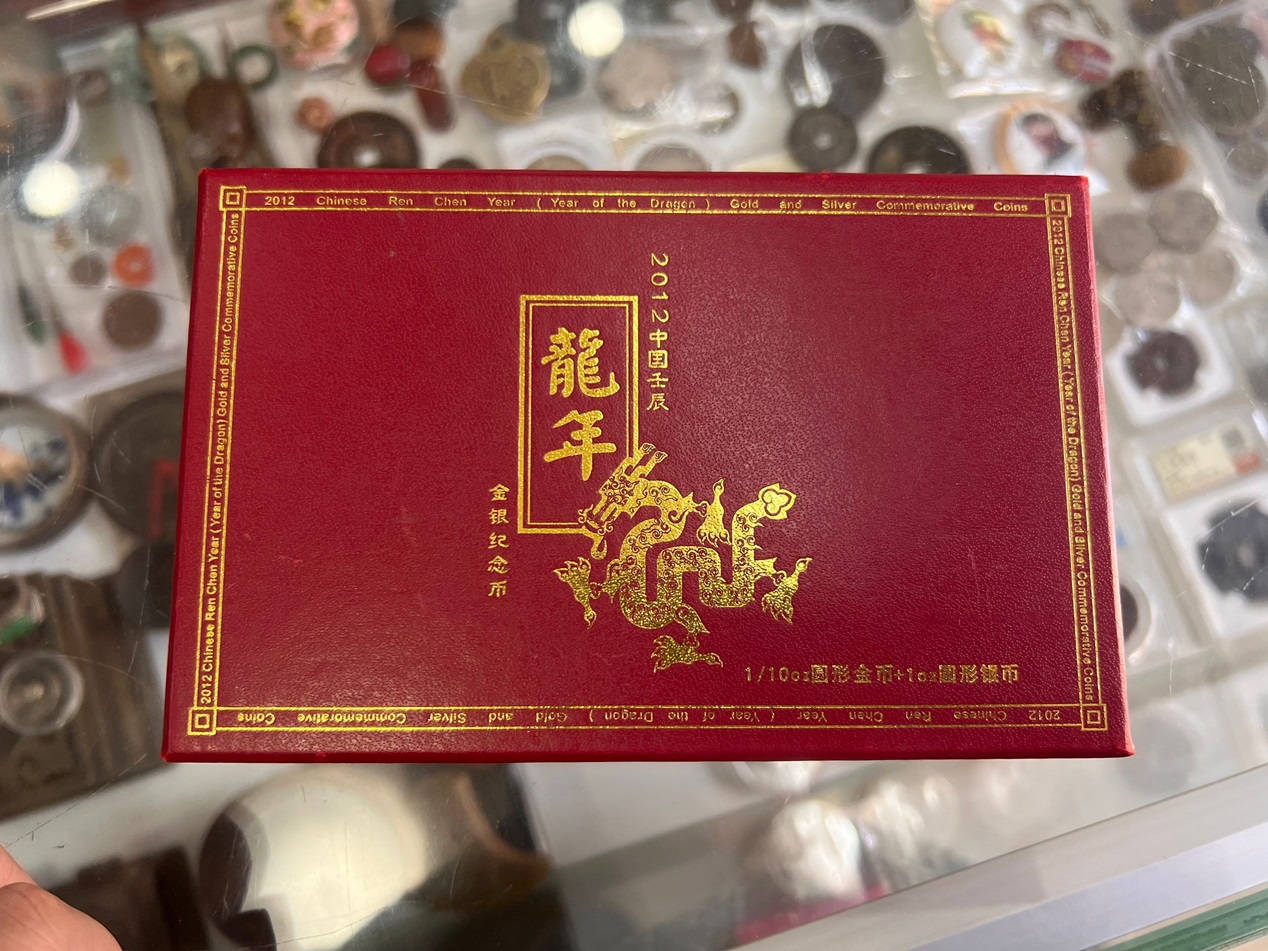 2012 Chinese Ren Chen Year ( Year of the Dragon ) Gold and Silver Commemorative Coins
2012 Chinese Ren Chen Year ( Year of the Dragon) Gold and Silver Commemorative Coins
2012中国壬辰
龍年
金银纪念币
1/10oz圆形金币+1oz圆形银币
2012 Chinese Ren Chen Year ( Year of the Dragon) Gold and Silver Commemorative Coins
2012 Chinese Ren Chen Year ( Year of the Dragon ) Gold and Silver Commemorative Coins